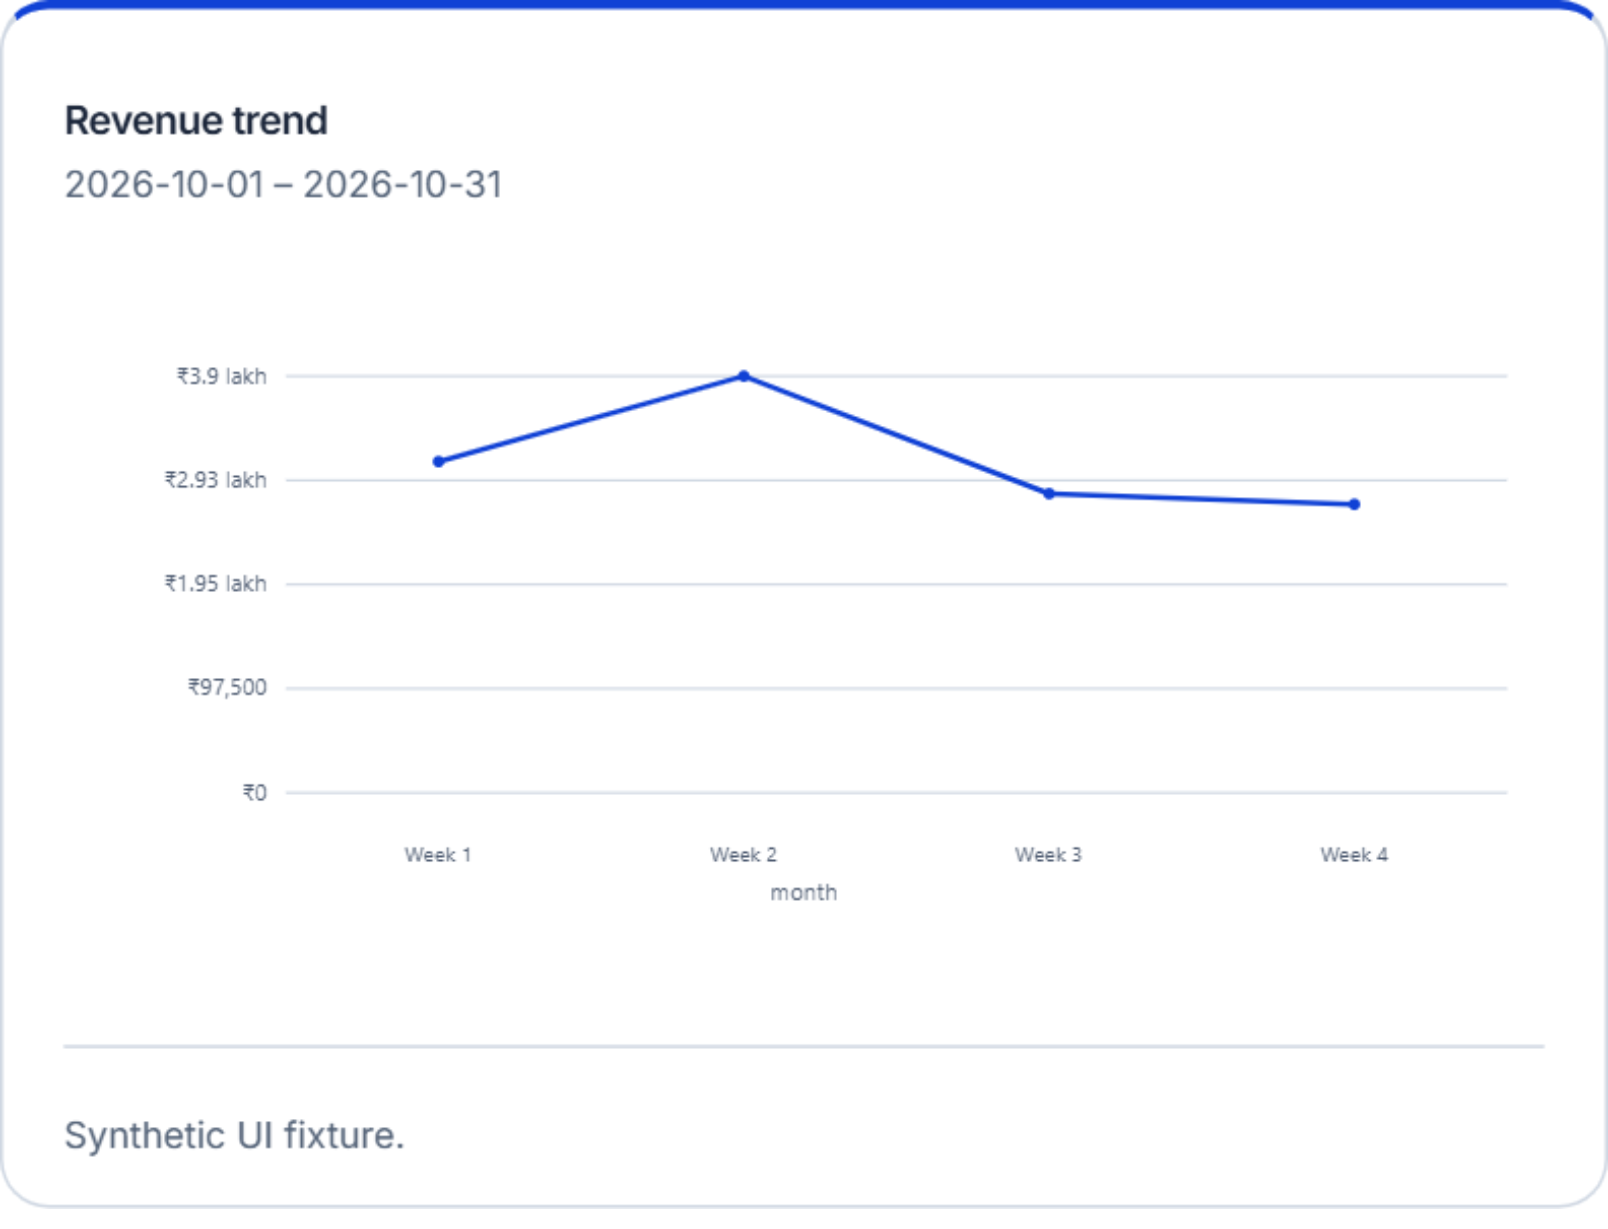 Revenue trend
2026-10-01 – 2026-10-31
₹3.9 lakh
₹2.93 lakh
₹1.95 lakh
₹97,500
₹0
Week 1 Week 2 Week 3 Week 4
month
Synthetic UI fixture.